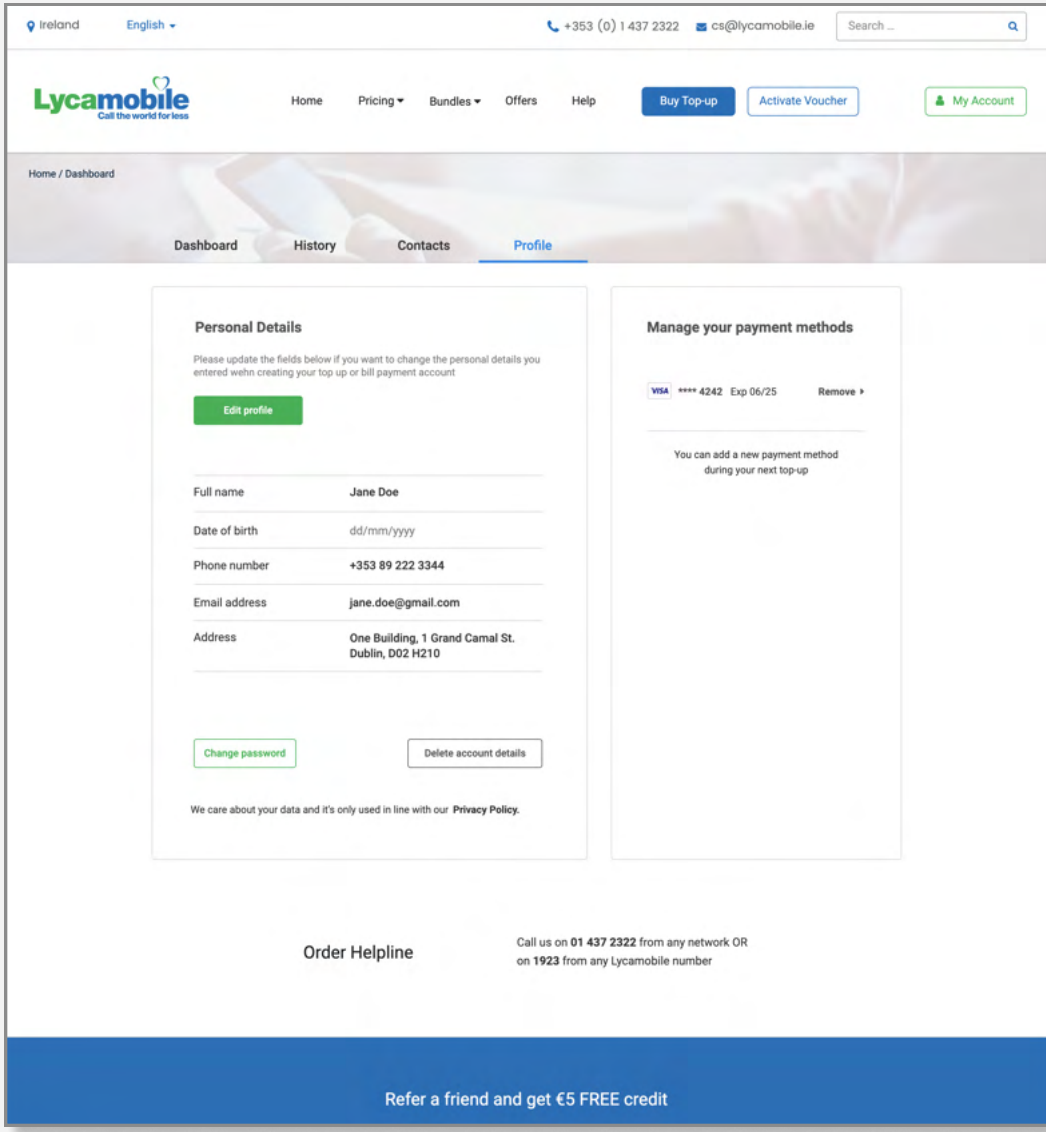 Ireland English +353 (0) 1 437 2322 cs@lycamobile.ie Search ...
Lycamobile
Call the world for less
Home Pricing Bundles Offers Help Buy Top-up Activate Voucher My Account
Home / Dashboard
Dashboard History Contacts Profile
Personal Details
Please update the fields below if you want to change the personal details you
entered wehn creating your top up or bill payment account
Edit profile
Full name Jane Doe
Date of birth dd/mm/yyyy
Phone number +353 89 222 3344
Email address jane.doe@gmail.com
Address One Building, 1 Grand Camal St.
Dublin, D02 H210
Change password Delete account details
We care about your data and it's only used in line with our Privacy Policy.
Manage your payment methods
VISA **** 4242 Exp 06/25 Remove
You can add a new payment method
during your next top-up
Order Helpline
Call us on 01 437 2322 from any network OR
on 1923 from any Lycamobile number
Refer a friend and get €5 FREE credit